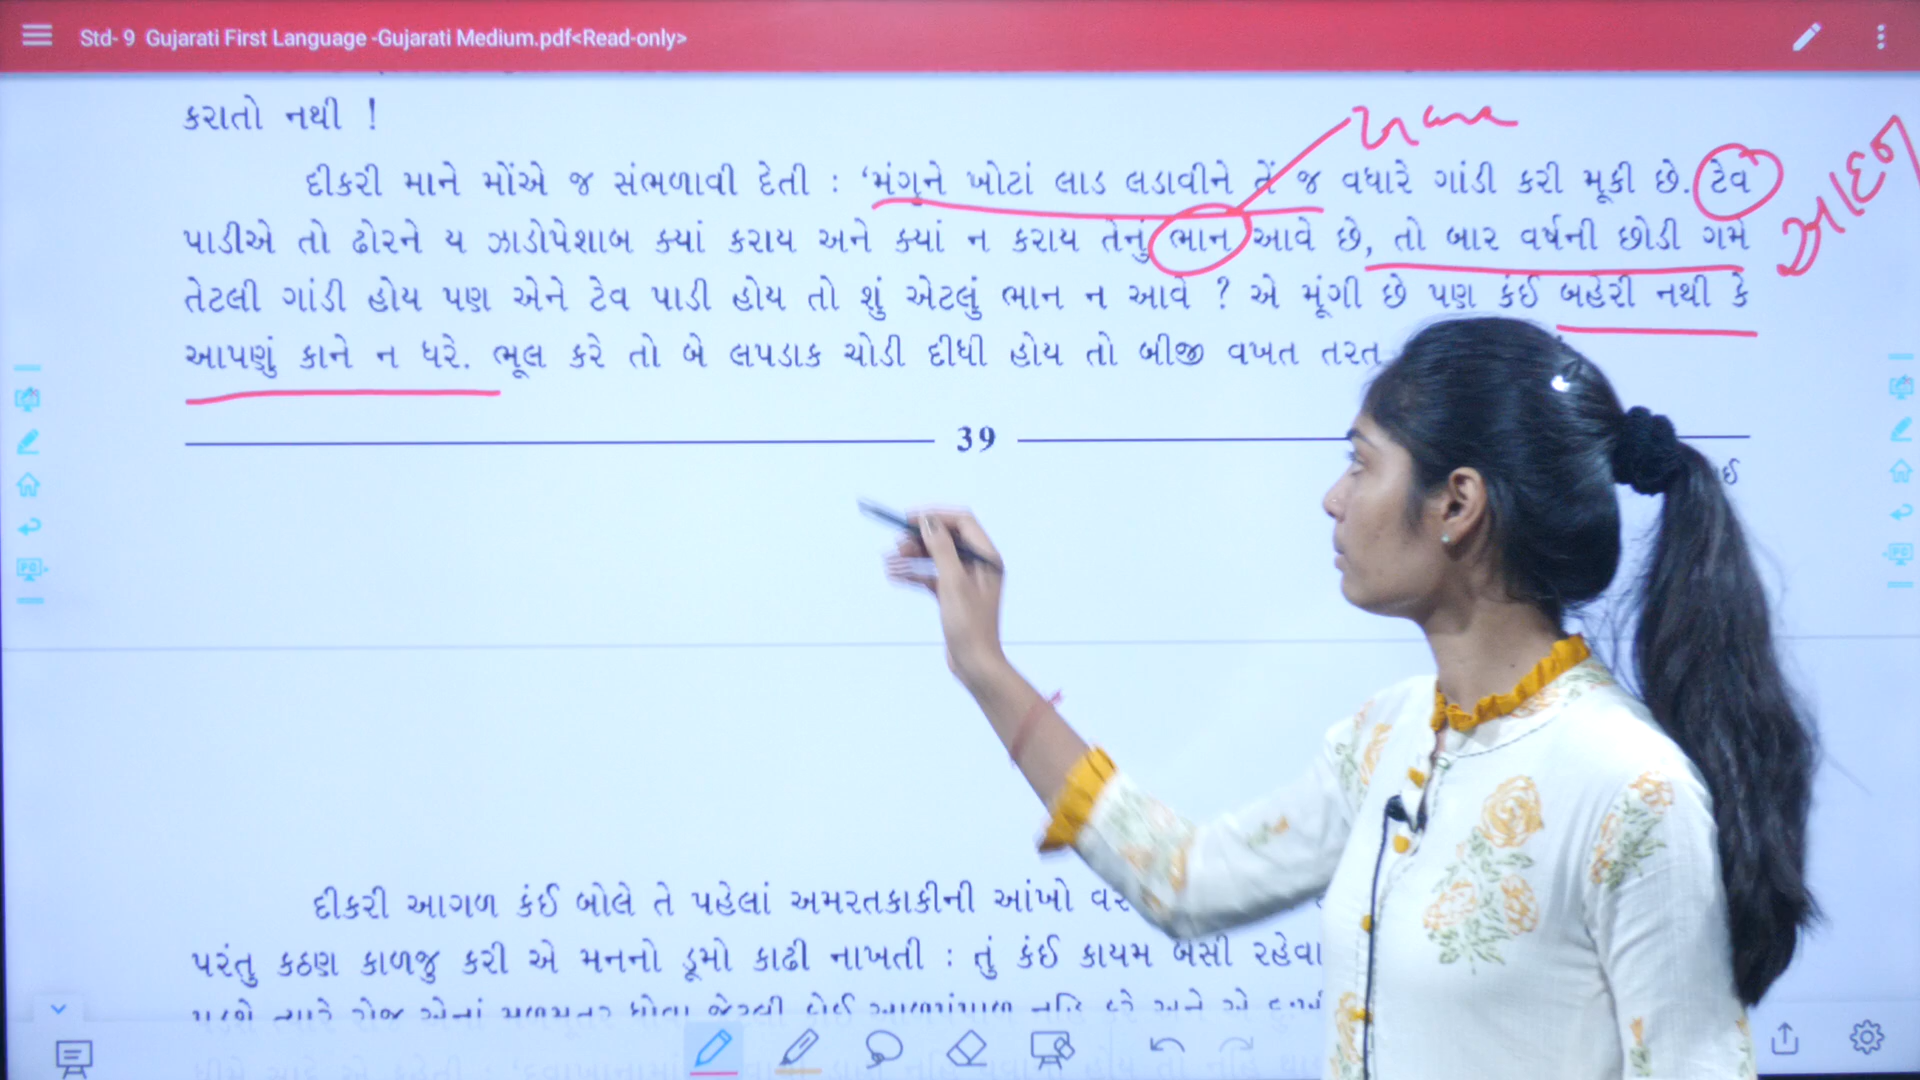 Std- 9 Gujarati First Language -Gujarati Medium.pdf<Read-only>
કરાતો નથી !
દીકરી માને મોંએ જ સંભળાવી દેતી : ‘મંગુને ખોટાં લાડ લડાવીને તેં જ વધારે ગાંડી કરી મૂકી છે. ટેવ
પાડીએ તો ઢોરને ય ઝાડોપેશાબ ક્યાં કરાય અને ક્યાં ન કરાય તેનું ભાન આવે છે, તો બાર વર્ષની છોડી ગમે
તેટલી ગાંડી હોય પણ એને ટેવ પાડી હોય તો શું એટલું ભાન ન આવે ? એ મૂંગી છે પણ કંઈ બહેરી નથી કે
આપણું કાને ન ધરે. ભૂલ કરે તો બે લપડાક ચોડી દીધી હોય તો બીજી વખત તરત
આદત
39
દીકરી આગળ કંઈ બોલે તે પહેલાં અમરતકાકીની આંખો
પરંતુ કઠણ કાળજુ કરી એ મનનો ડૂમો કાઢી નાખતી : તું કંઈ કાયમ બેસી રહેવા